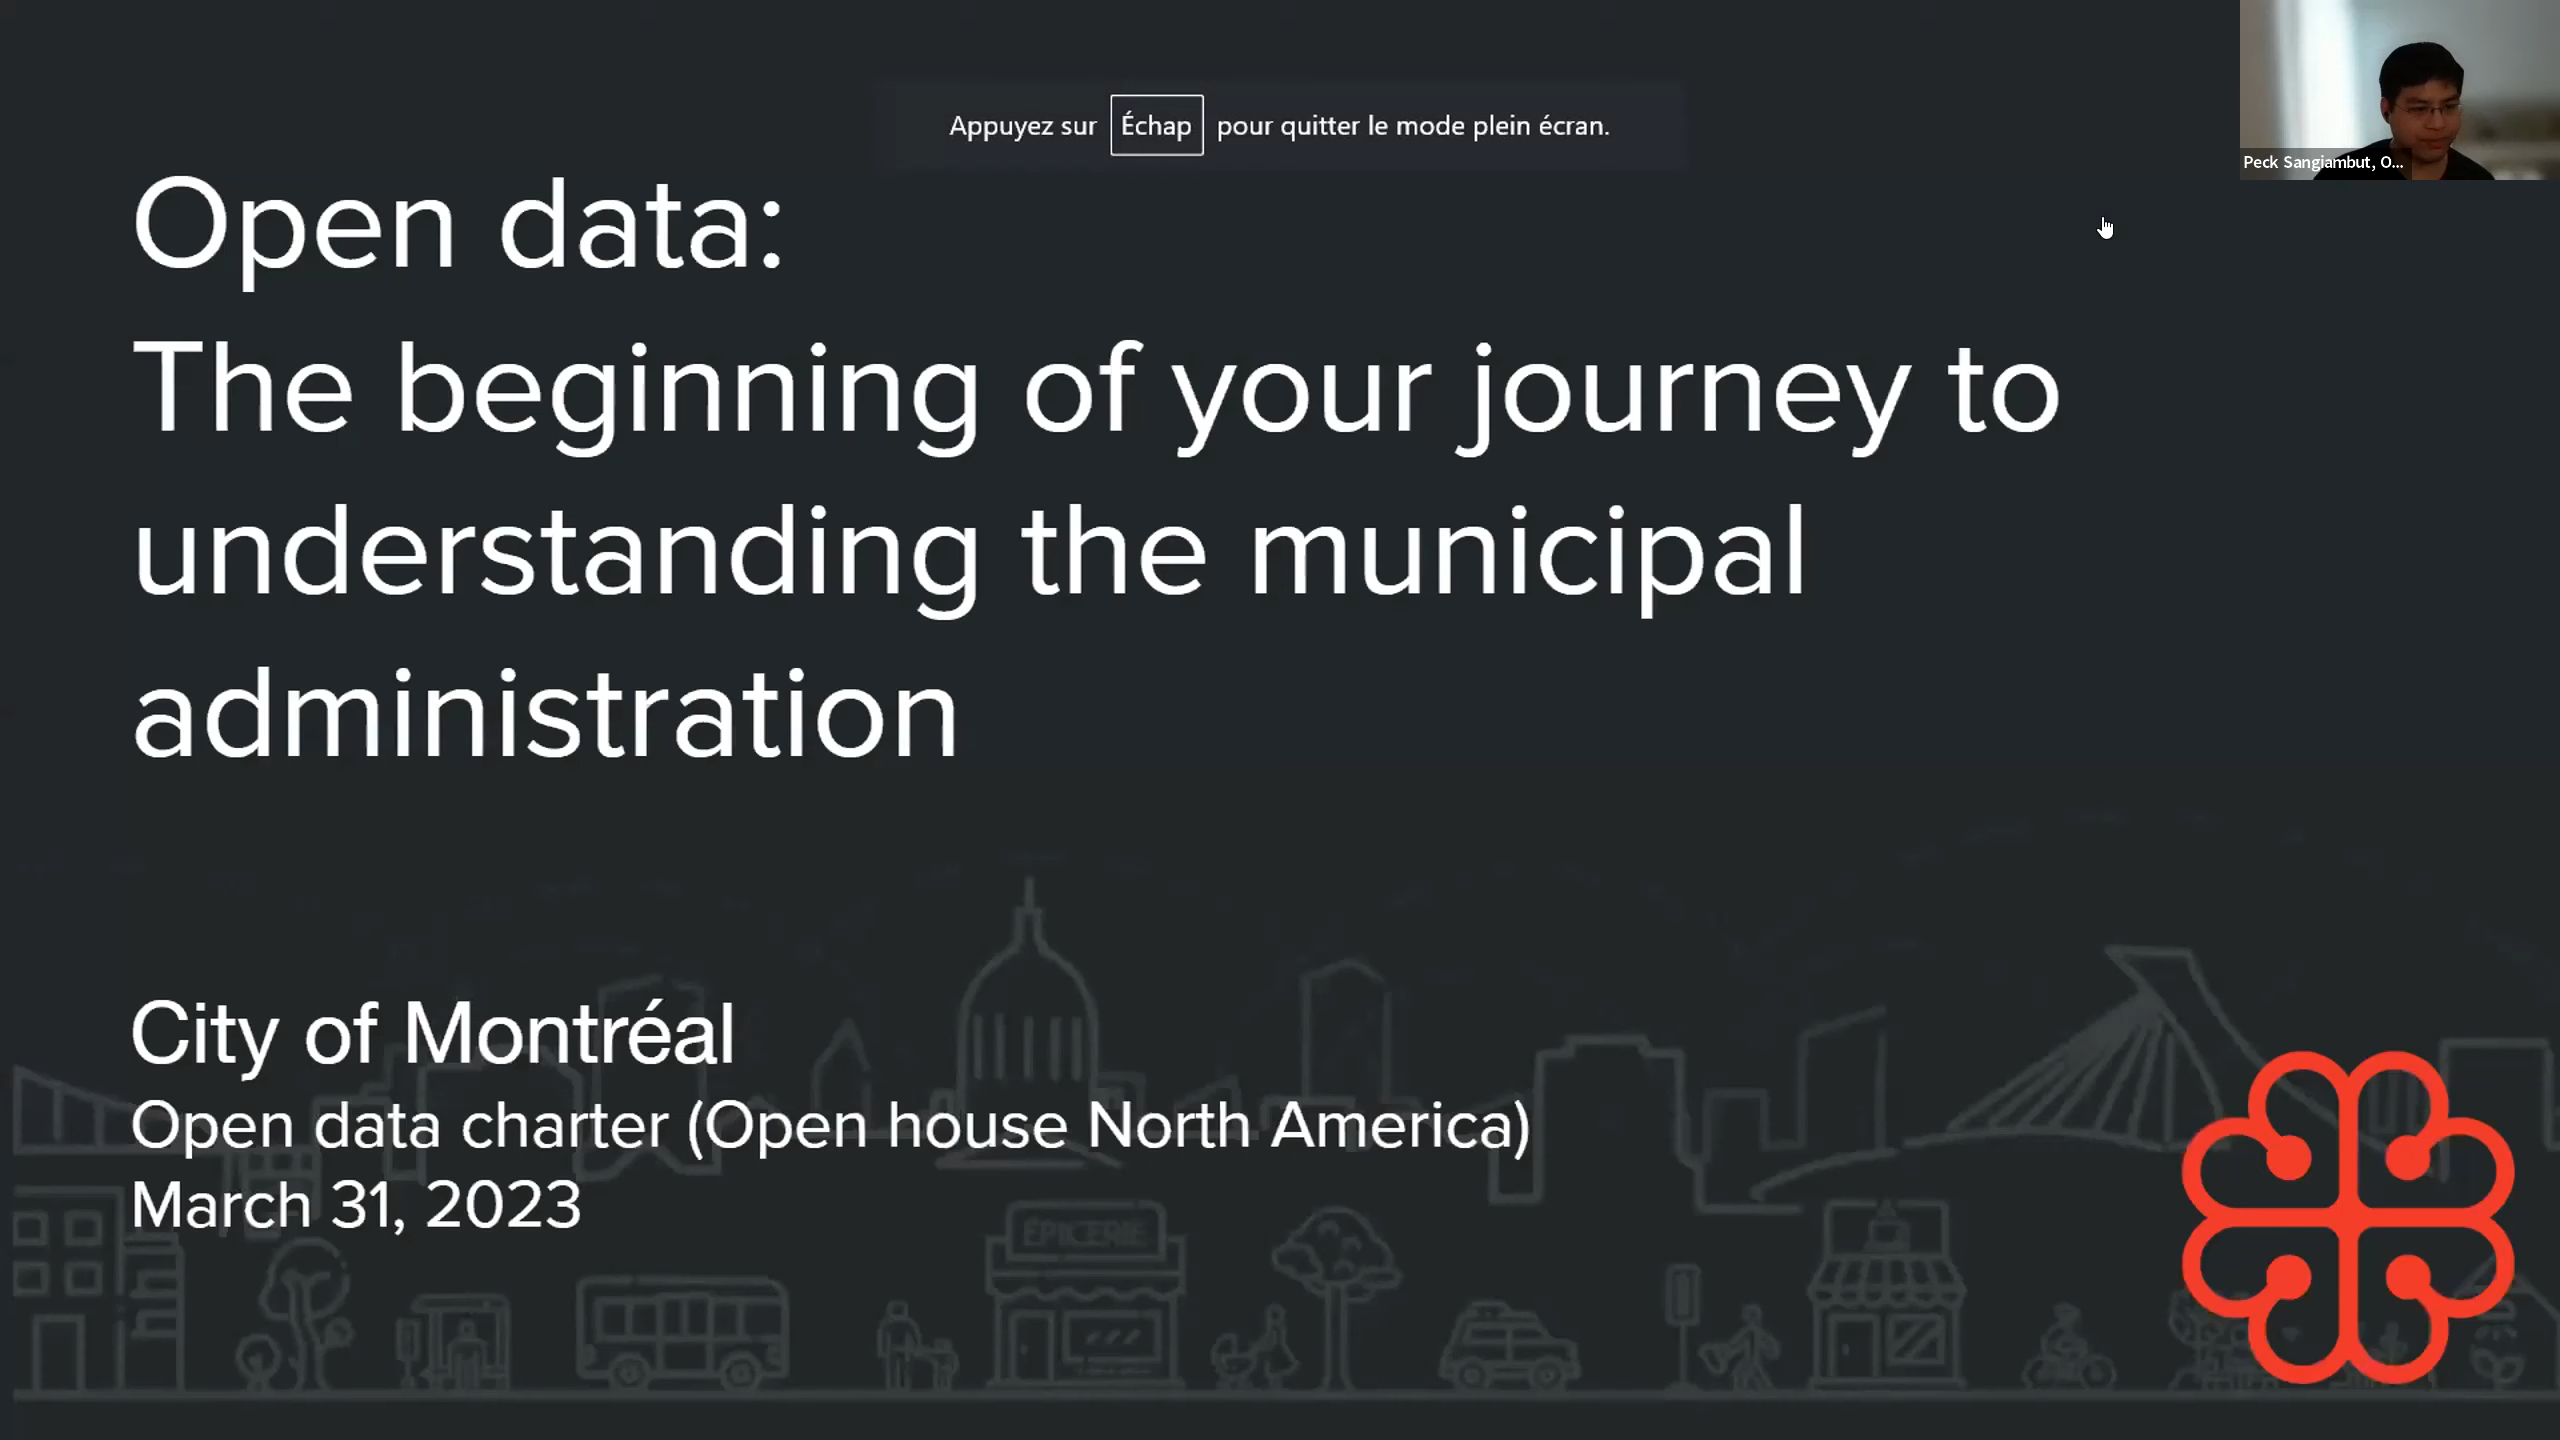 Appuyez sur Échap pour quitter le mode plein écran.
Peck Sangiambut, O...
Open data:
The beginning of your journey to
understanding the municipal
administration
City of Montréal
Open data charter (Open house North America)
March 31, 2023
ÉPICERIE